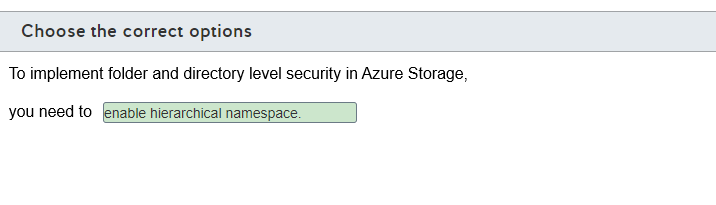 Choose the correct options
To implement folder and directory level security in Azure Storage,
you need to enable hierarchical namespace.